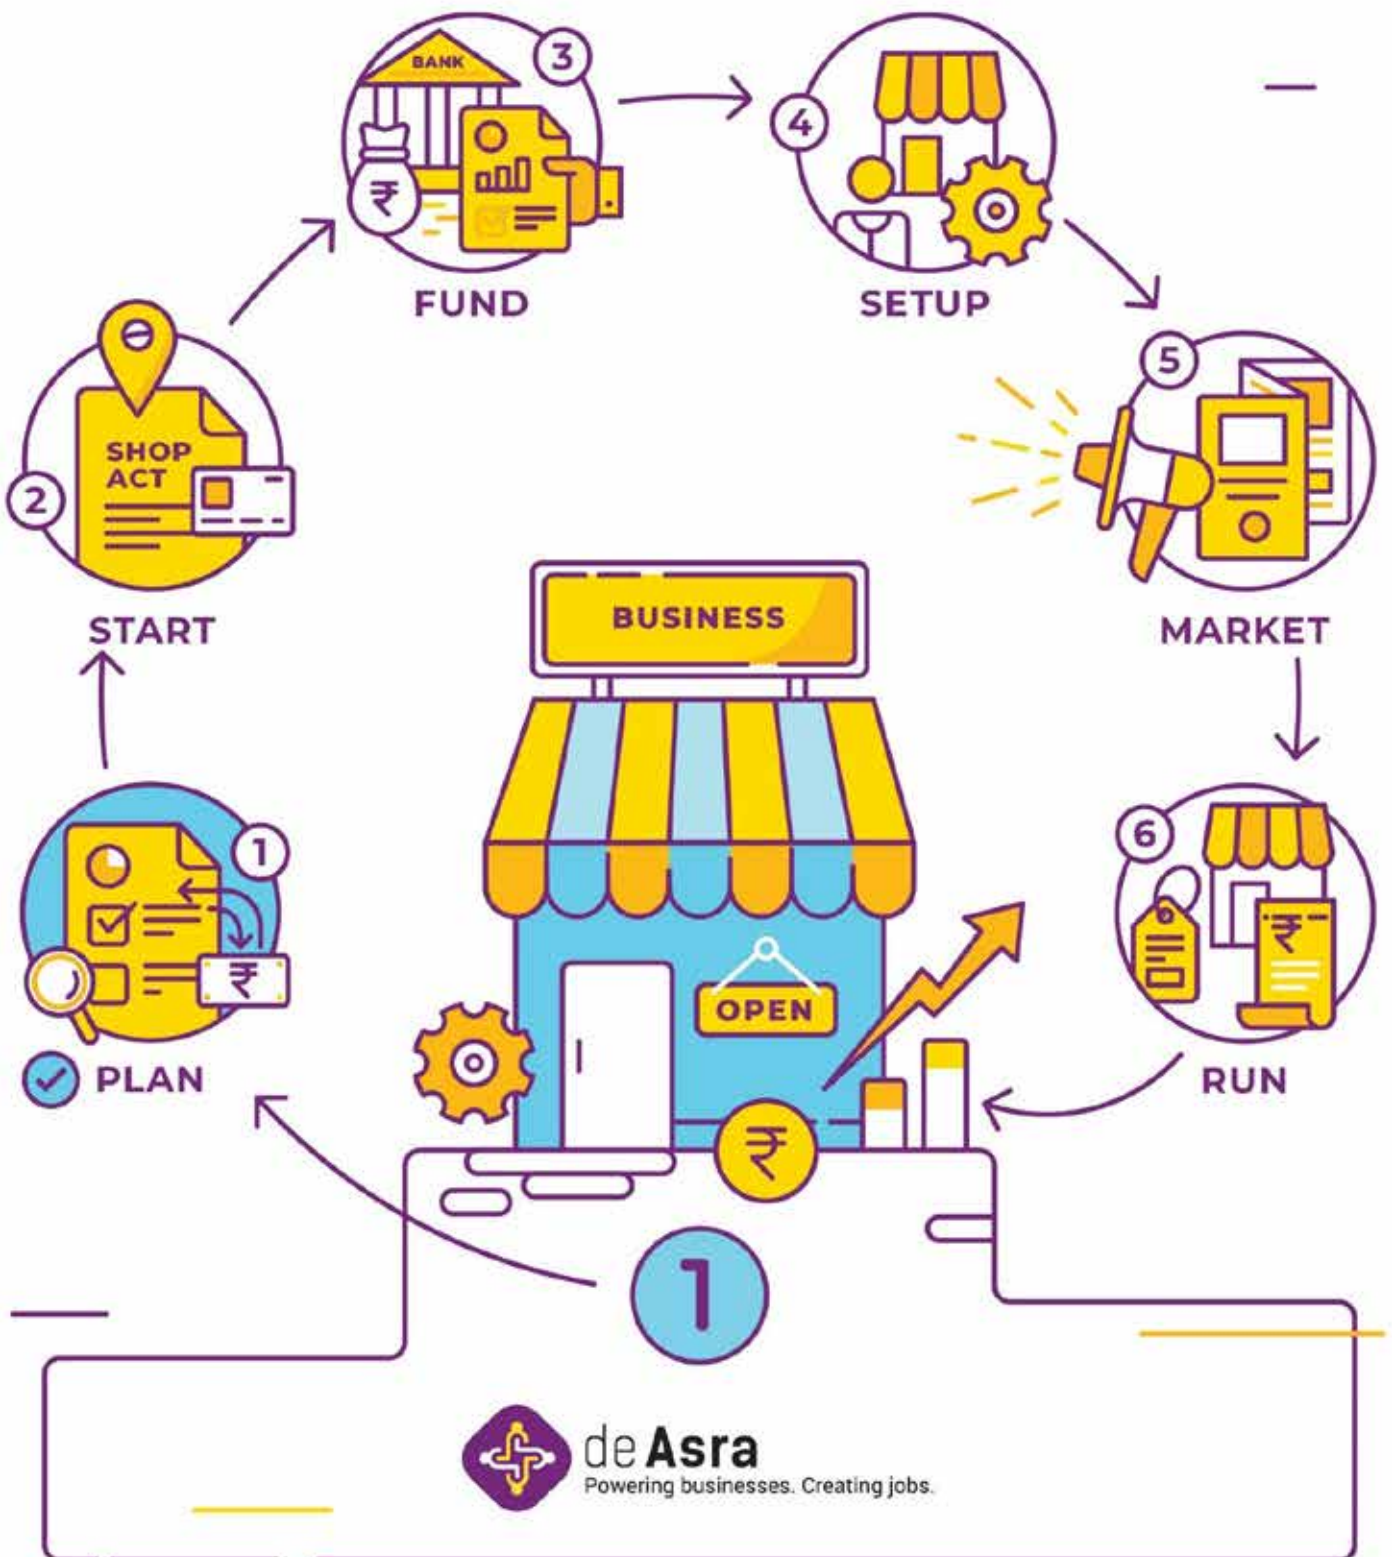 BANK
3
₹
FUND
4
SETUP
SHOP
ACT
2
START
5
MARKET
BUSINESS
1
₹
PLAN
OPEN
₹
6
₹
RUN
1
de Asra
Powering businesses. Creating jobs.